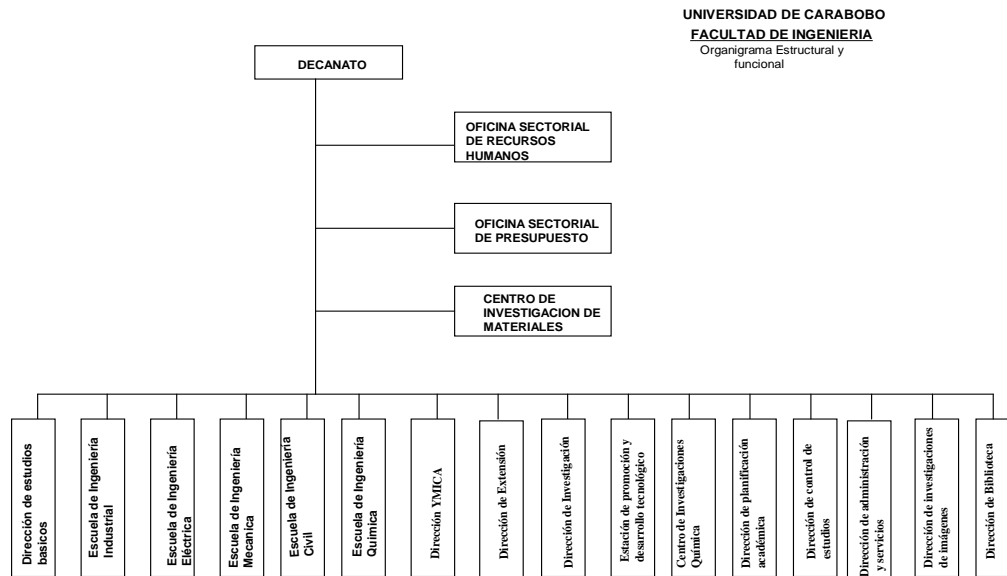 UNIVERSIDAD DE CARABOBO
FACULTAD DE INGENIERIA
Organigrama Estructural y
funcional
DECANATO
OFICINA SECTORIAL
DE RECURSOS
HUMANOS
OFICINA SECTORIAL
DE PRESUPUESTO
CENTRO DE
INVESTIGACION DE
MATERIALES
Dirección de estudios
basicos
Escuela de Ingeniería
Industrial
Escuela de Ingeniería
Eléctrica
Escuela de Ingeniería
Mecanica
Escuela de Ingeniería
Civil
Escuela de Ingeniería
Química
Dirección YMICA
Dirección de Extensión
Dirección de Investigación
Estación de promoción y
desarrollo tecnológico
Centro de Investigaciones
Química
Dirección de planificación
académica
Dirección de control de
estudios
Dirección de administración
y servicios
Dirección de investigaciones
de imágenes
Dirección de Biblioteca